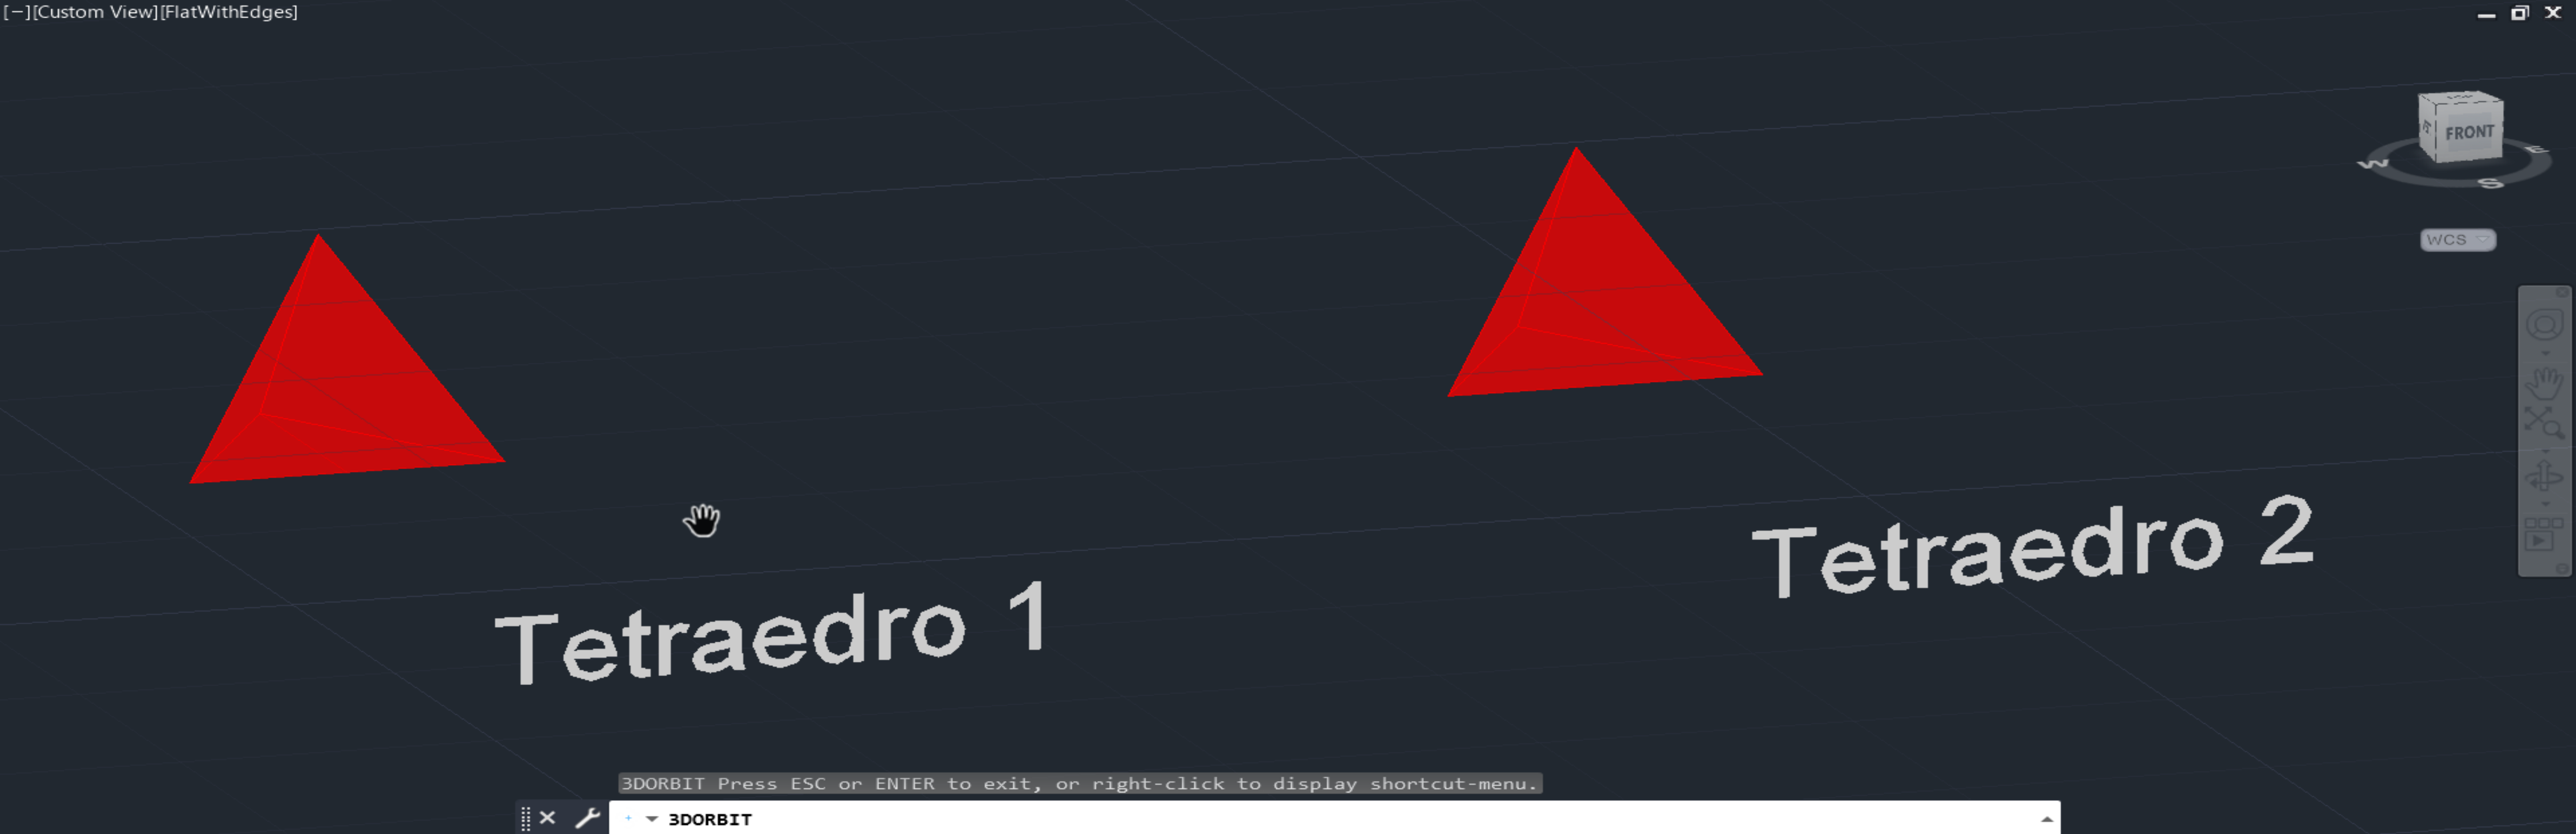 [−][Custom View][FlatWithEdges]
FRONT
W
E
S
WCS
Tetraedro 2
Tetraedro 1
3DORBIT Press ESC or ENTER to exit, or right-click to display shortcut-menu.
3DORBIT